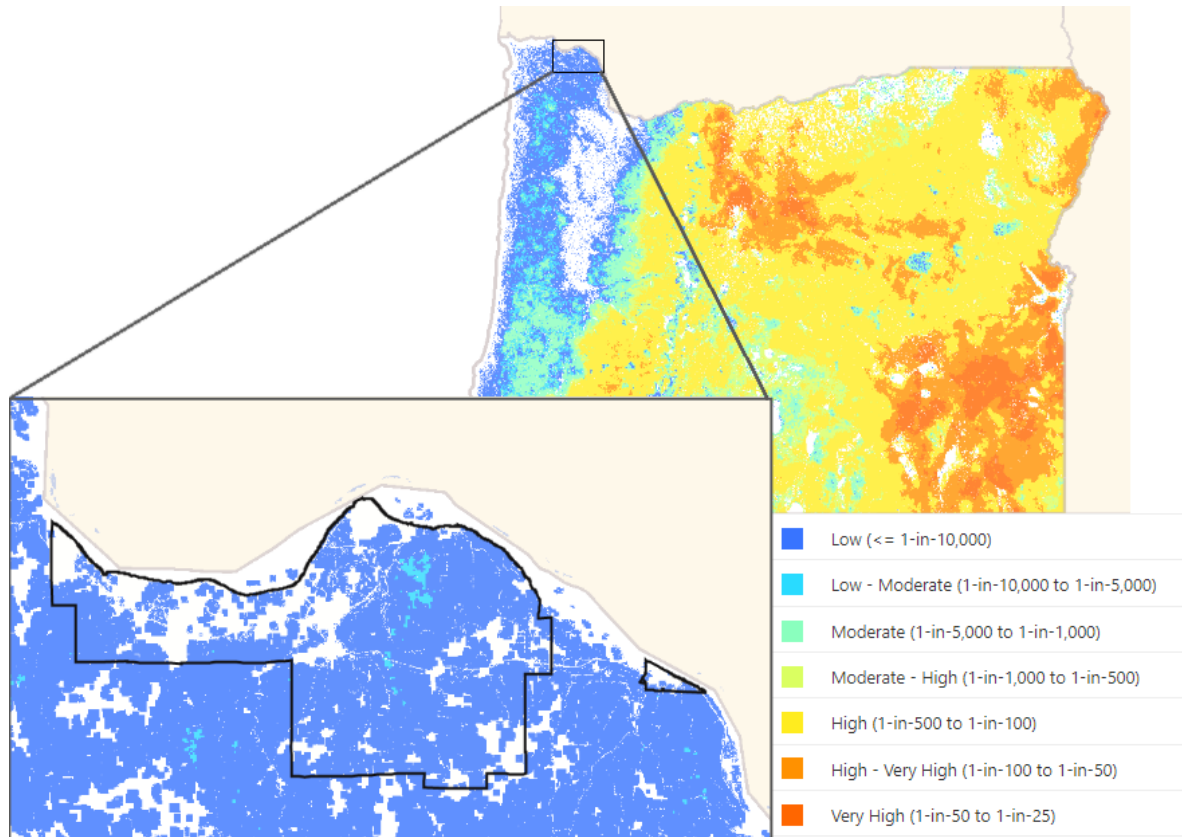 Low (<= 1-in-10,000)
Low - Moderate (1-in-10,000 to 1-in-5,000)
Moderate (1-in-5,000 to 1-in-1,000)
Moderate - High (1-in-1,000 to 1-in-500)
High (1-in-500 to 1-in-100)
High - Very High (1-in-100 to 1-in-50)
Very High (1-in-50 to 1-in-25)